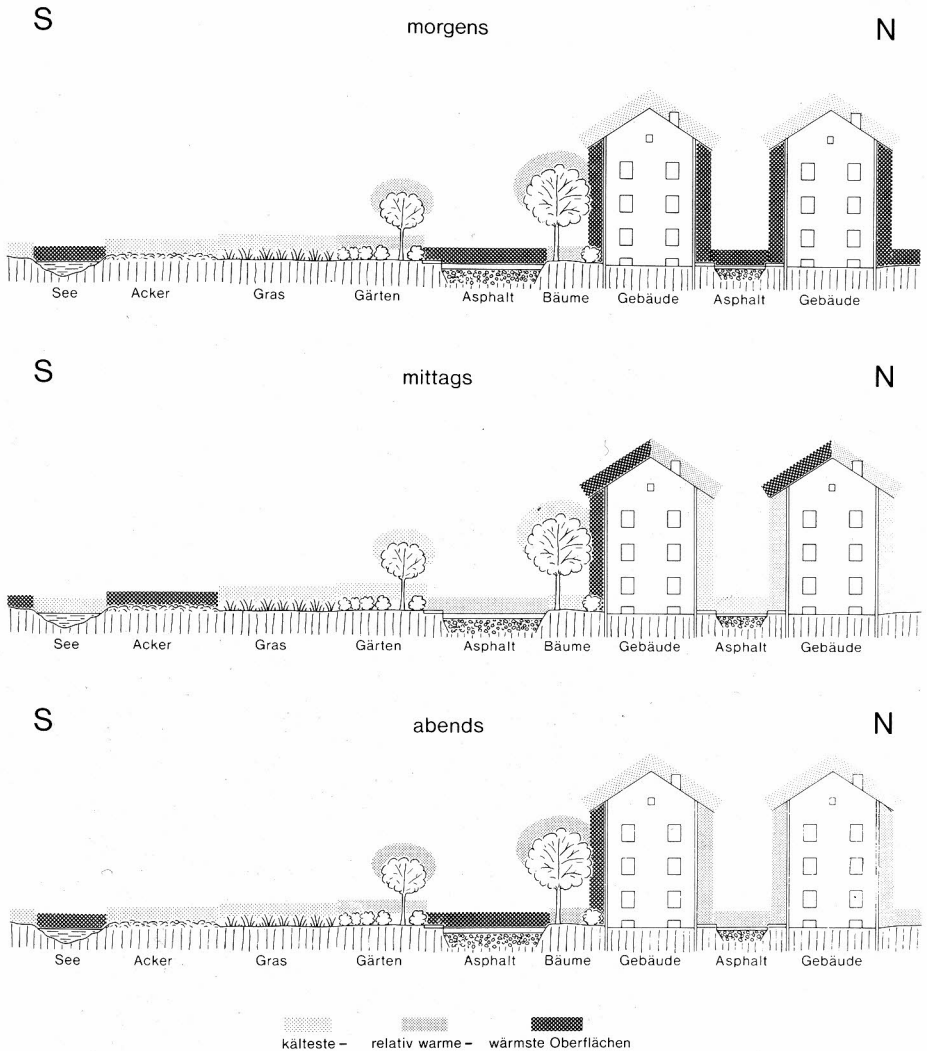 S morgens N
See Acker Gras Gärten Asphalt Bäume Gebäude Asphalt Gebäude
S mittags N
See Acker Gras Gärten Asphalt Bäume Gebäude Asphalt Gebäude
S abends N
See Acker Gras Gärten Asphalt Bäume Gebäude Asphalt Gebäude
kälteste – relativ warme – wärmste Oberflächen